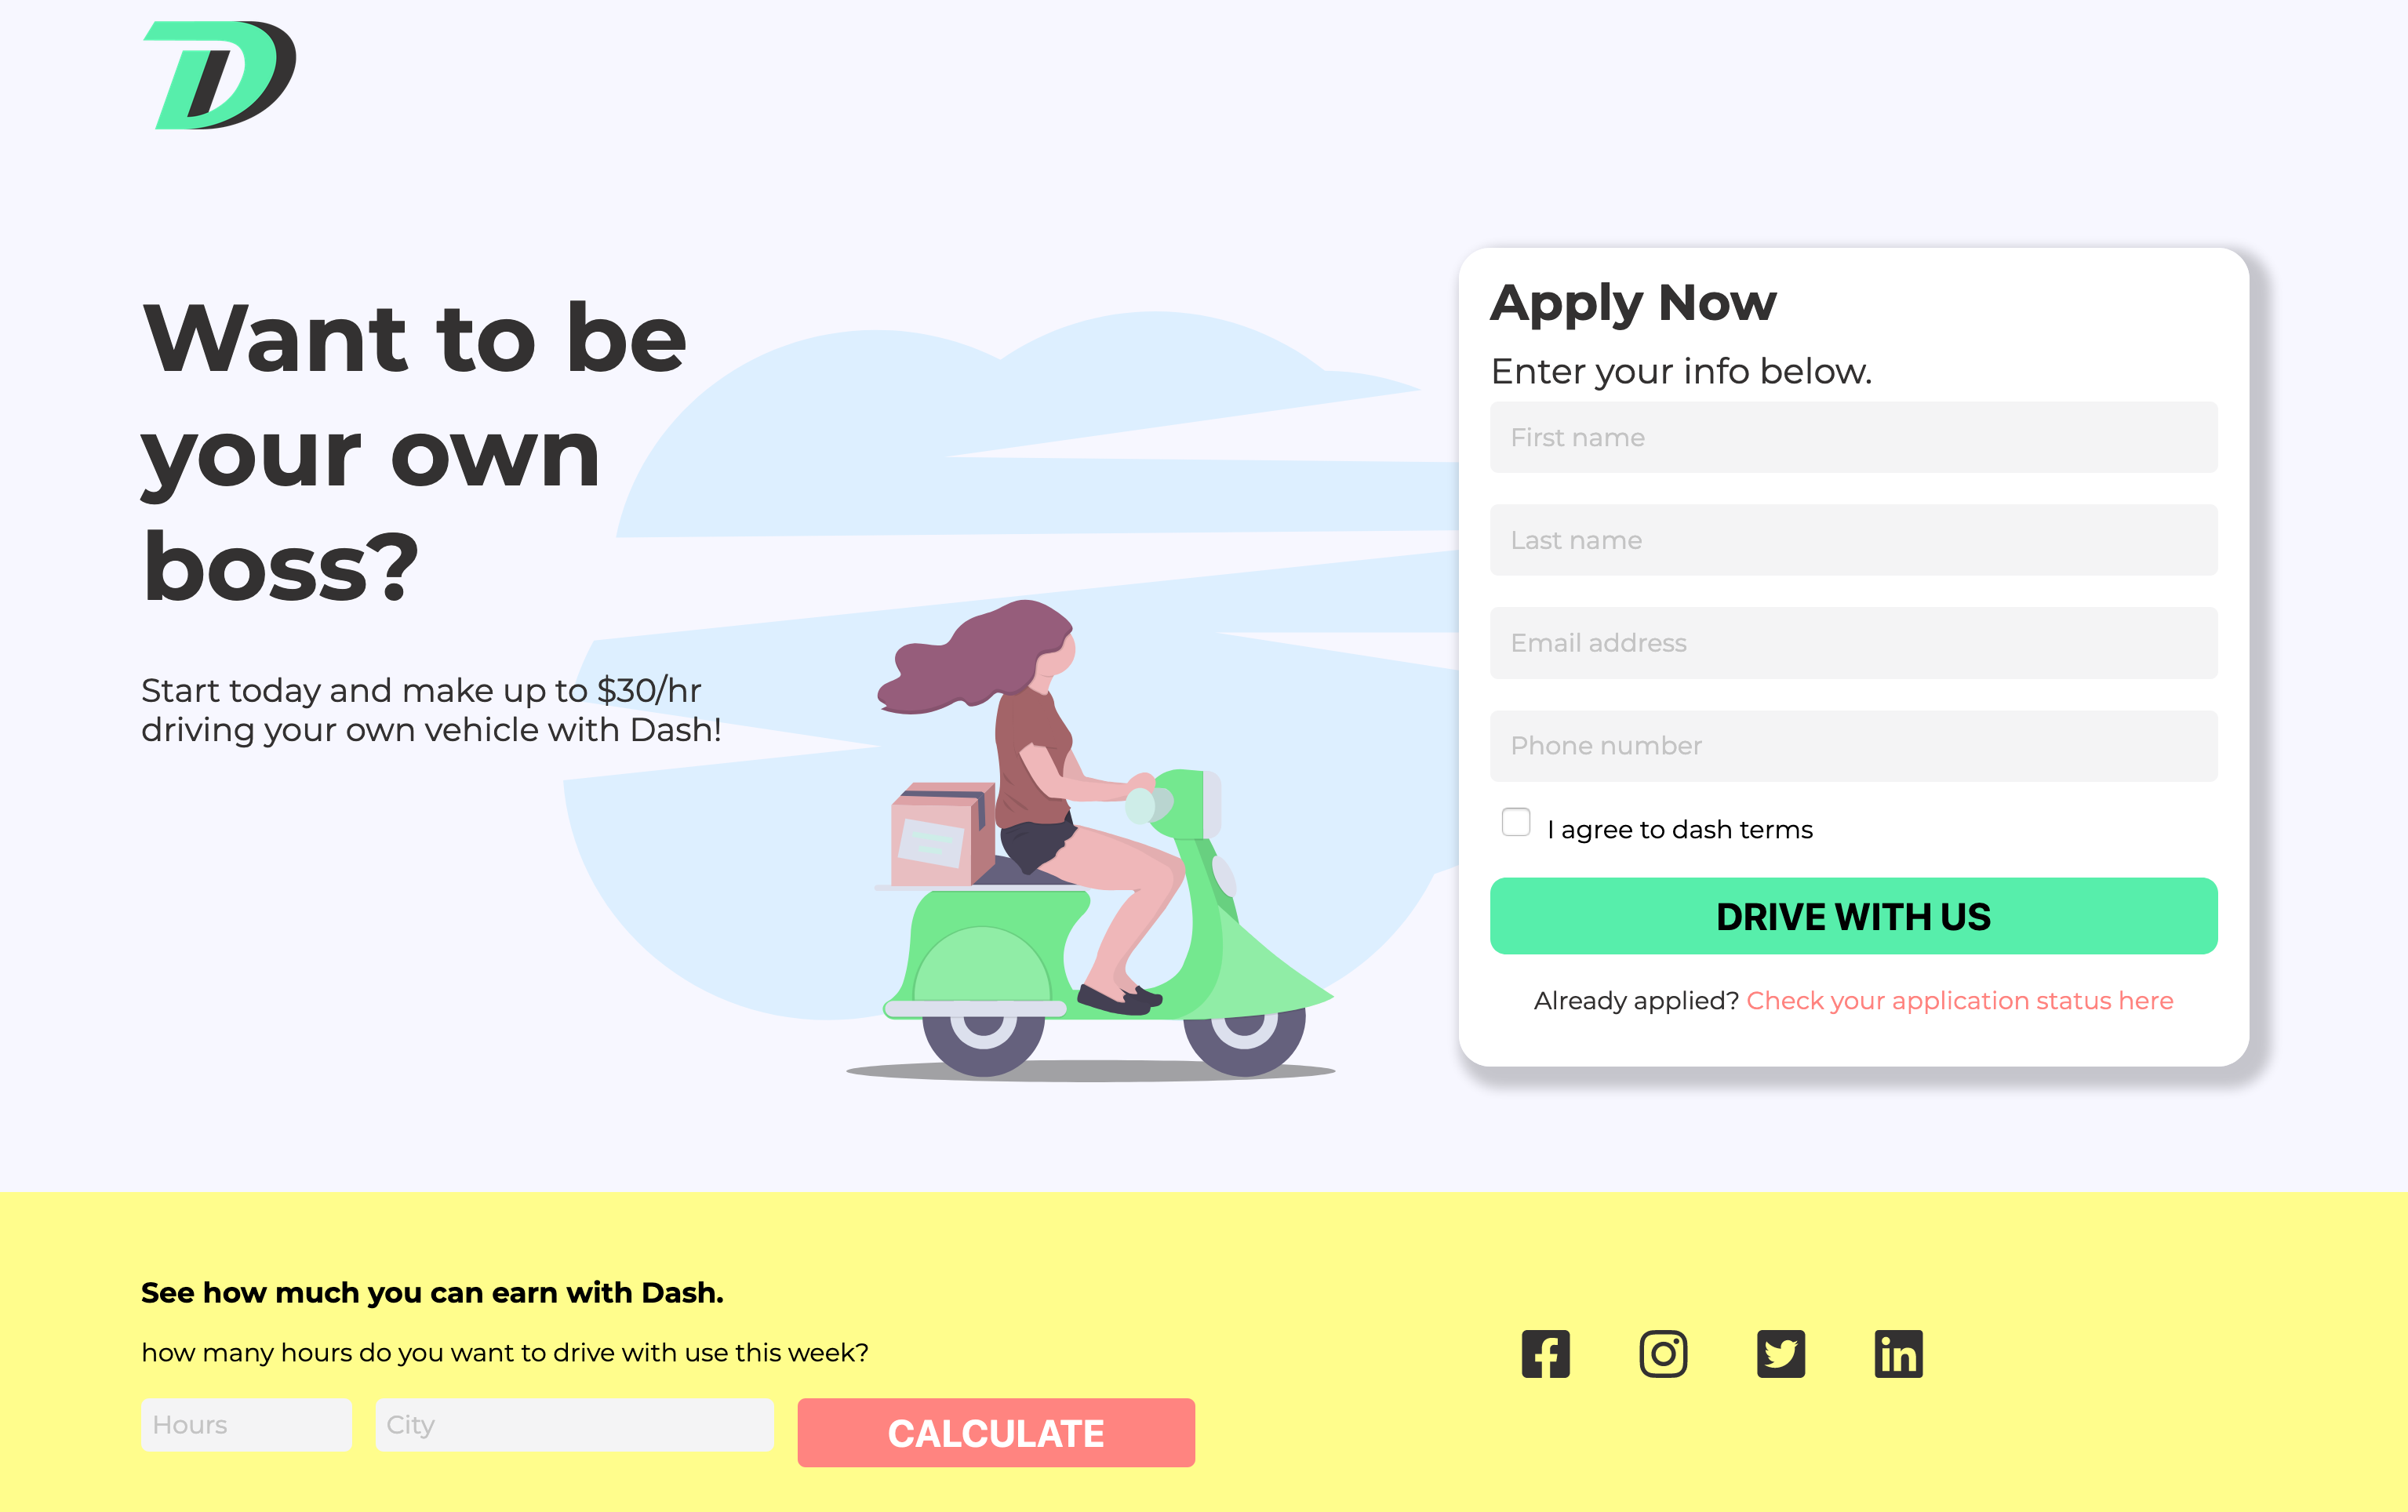 Want to be
your own
boss?
Start today and make up to $30/hr
driving your own vehicle with Dash!
Apply Now
Enter your info below.
First name
Last name
Email address
Phone number
I agree to dash terms
DRIVE WITH US
Already applied? Check your application status here
See how much you can earn with Dash.
how many hours do you want to drive with use this week?
Hours
City
CALCULATE